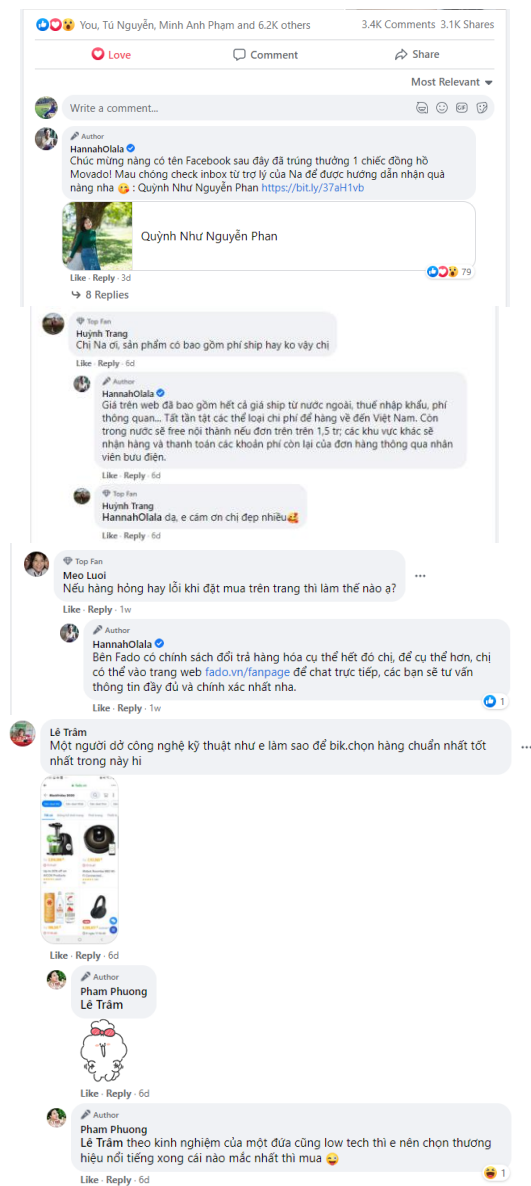 You, Tú Nguyễn, Minh Anh Phạm and 6.2K others 3.4K Comments 3.1K Shares
Love Comment Share
Most Relevant
Write a comment...
Author
HannahOlala
Chúc mừng nàng có tên Facebook sau đây đã trúng thưởng 1 chiếc đồng hồ
Movado! Mau chóng check inbox từ trợ lý của Na để được hướng dẫn nhận quà
nàng nha 😘 : Quỳnh Như Nguyễn Phan https://bit.ly/37aH1vb
Quỳnh Như Nguyễn Phan
79
Like · Reply · 3d
8 Replies
Top Fan
Huỳnh Trang
Chị Na ơi, sản phẩm có bao gồm phí ship hay ko vậy chị
Like · Reply · 6d
Author
HannahOlala
Giá trên web đã bao gồm hết cả giá ship từ nước ngoài, thuế nhập khẩu, phí
thông quan... Tất tần tật các thể loại chi phí để hàng về đến Việt Nam. Còn
trong nước sẽ free nội thành nếu đơn trên trên 1,5 tr; các khu vực khác sẽ
nhận hàng và thanh toán các khoản phí còn lại của đơn hàng thông qua nhân
viên bưu điện.
Like · Reply · 6d
Top Fan
Huỳnh Trang
HannahOlala dạ, e cám ơn chị đẹp nhiều🥰
Like · Reply · 6d
Top Fan
Meo Luoi
Nếu hàng hỏng hay lỗi khi đặt mua trên trang thì làm thế nào ạ?
Like · Reply · 1w
Author
HannahOlala
Bên Fado có chính sách đổi trả hàng hóa cụ thể hết đó chị, để cụ thể hơn, chị
có thể vào trang web fado.vn/fanpage để chat trực tiếp, các bạn sẽ tư vấn
thông tin đầy đủ và chính xác nhất nha.
1
Like · Reply · 1w
Lê Trâm
Một người dở công nghệ kỹ thuật như e làm sao để bik.chọn hàng chuẩn nhất tốt
nhất trong này hi
Like · Reply · 6d
Author
Pham Phuong
Lê Trâm
Like · Reply · 6d
Author
Pham Phuong
Lê Trâm theo kinh nghiệm của một đứa cũng low tech thì e nên chọn thương
hiệu nổi tiếng xong cái nào mắc nhất thì mua 😂
1
Like · Reply · 6d